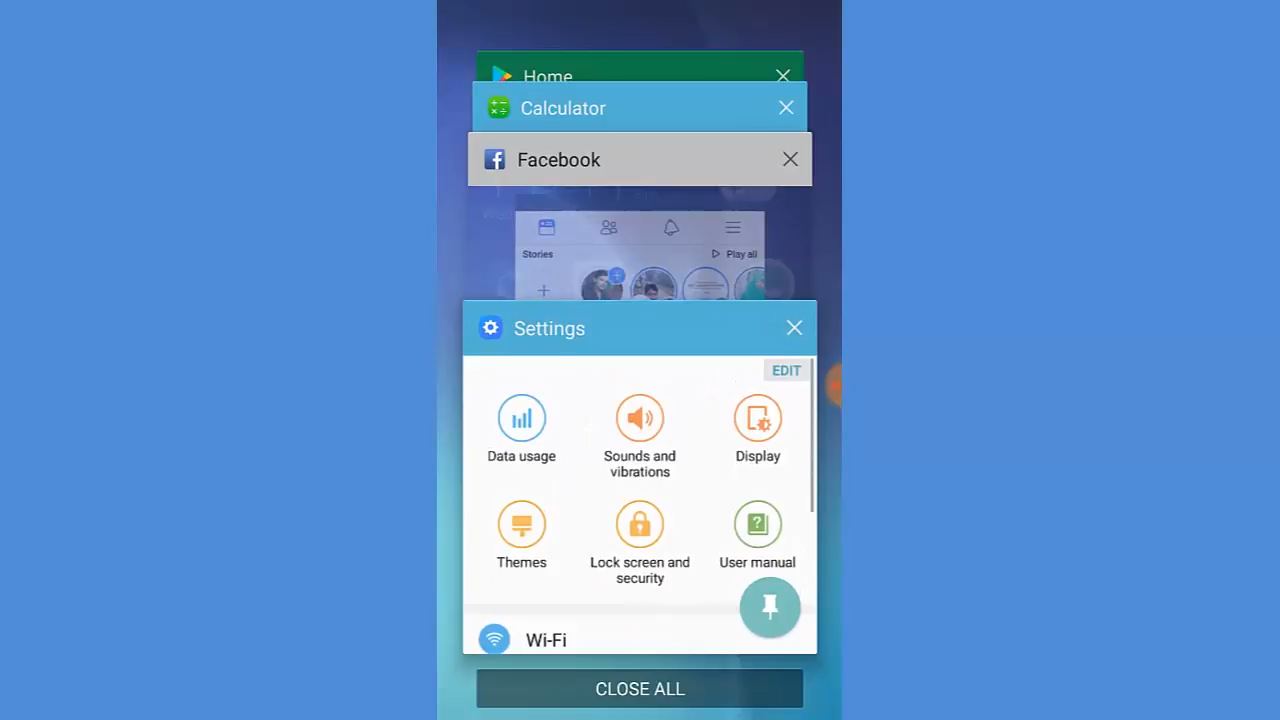 Home
Calculator
Facebook
Stories
Play all
Settings
EDIT
Data usage
Sounds and
vibrations
Display
Themes
Lock screen and
security
User manual
Wi-Fi
CLOSE ALL